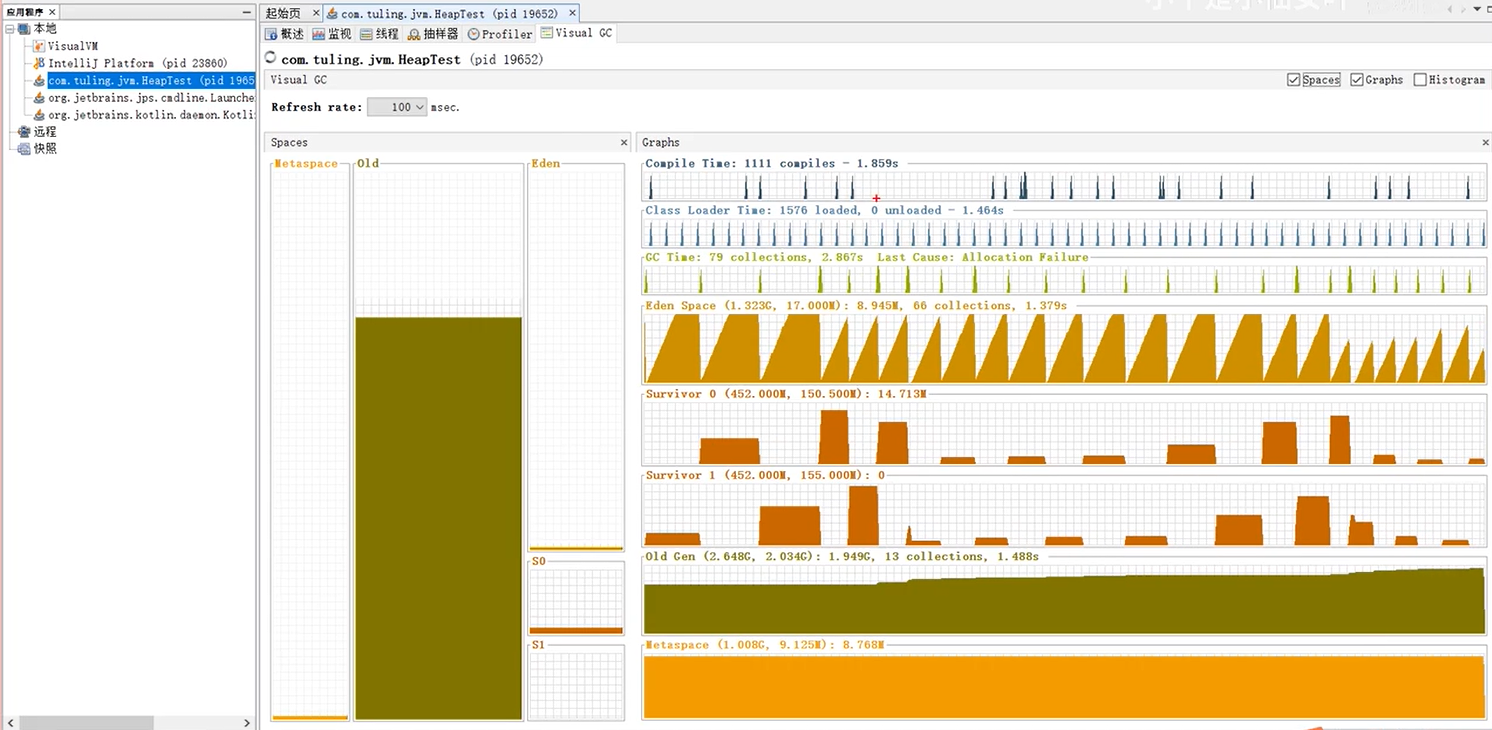 应用程序
起始页
com.tuling.jvm.HeapTest (pid 19652)
本地
VisualVM
IntelliJ Platform (pid 23860)
com.tuling.jvm.HeapTest (pid 1965
org.jetbrains.jps.cmdline.Launche
org.jetbrains.kotlin.daemon.Kotli
远程
快照
概述 监视 线程 抽样器 Profiler Visual GC
com.tuling.jvm.HeapTest (pid 19652)
Visual GC
Spaces Graphs Histogram
Refresh rate: 100 msec.
Spaces
Metaspace
Old
Eden
S0
S1
Graphs
Compile Time: 1111 compiles - 1.859s
Class Loader Time: 1576 loaded, 0 unloaded - 1.464s
GC Time: 79 collections, 2.867s Last Cause: Allocation Failure
Eden Space (1.323G, 17.000M): 8.945M, 66 collections, 1.379s
Survivor 0 (452.000M, 150.500M): 14.713M
Survivor 1 (452.000M, 155.000M): 0
Old Gen (2.648G, 2.034G): 1.949G, 13 collections, 1.488s
Metaspace (1.008G, 9.125M): 8.768M